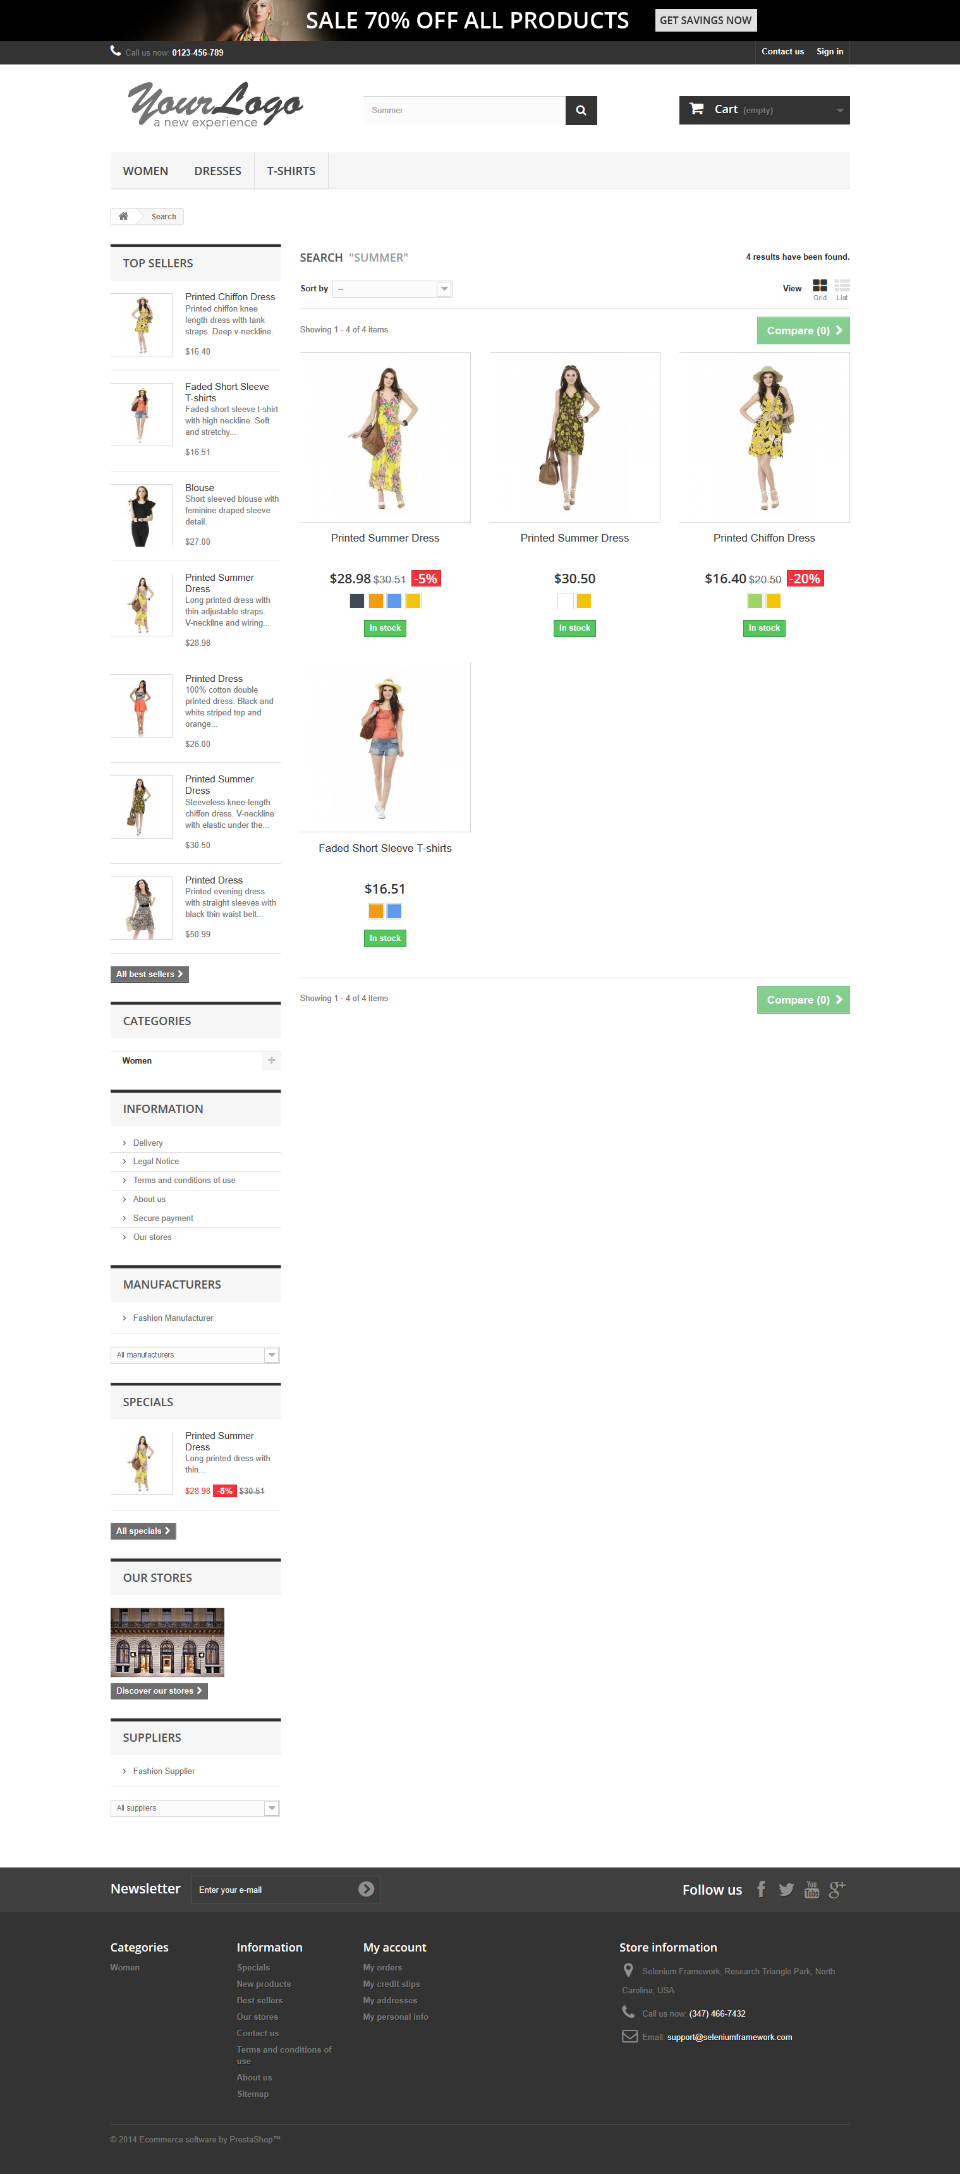 SALE 70% OFF ALL PRODUCTS
GET SAVINGS NOW
Call us now: 0123-456-789
Contact us
Sign in
YourLogo
a new experience
Summer
Cart (empty)
WOMEN
DRESSES
T-SHIRTS
Search
TOP SELLERS
Printed Chiffon Dress
Printed chiffon knee
length dress with tank
straps. Deep v-neckline.
$16.40
Faded Short Sleeve
T-shirts
Faded short sleeve t-shirt
with high neckline. Soft
and stretchy...
$16.51
Blouse
Short sleeved blouse with
feminine draped sleeve
detail.
$27.00
Printed Summer
Dress
Long printed dress with
thin adjustable straps.
V-neckline and wiring...
$28.98
Printed Dress
100% cotton double
printed dress. Black and
white striped top and
orange...
$26.00
Printed Summer
Dress
Sleeveless knee-length
chiffon dress. V-neckline
with elastic under the...
$30.50
Printed Dress
Printed evening dress
with straight sleeves with
black thin waist belt...
$50.99
All best sellers
CATEGORIES
Women
INFORMATION
Delivery
Legal Notice
Terms and conditions of use
About us
Secure payment
Our stores
MANUFACTURERS
Fashion Manufacturer
All manufacturers
SPECIALS
Printed Summer
Dress
Long printed dress with
thin...
$28.98 -5% $30.51
All specials
OUR STORES
Discover our stores
SUPPLIERS
Fashion Supplier
All suppliers
SEARCH "SUMMER"
4 results have been found.
Sort by --
View
Grid
List
Showing 1 - 4 of 4 items
Compare (0)
Printed Summer Dress
$28.98 $30.51 -5%
In stock
Printed Summer Dress
$30.50
In stock
Printed Chiffon Dress
$16.40 $20.50 -20%
In stock
Faded Short Sleeve T-shirts
$16.51
In stock
Showing 1 - 4 of 4 items
Compare (0)
Newsletter
Enter your e-mail
Follow us
Categories
Women
Information
Specials
New products
Best sellers
Our stores
Contact us
Terms and conditions of
use
About us
Sitemap
My account
My orders
My credit slips
My addresses
My personal info
Store information
Selenium Framework, Research Triangle Park, North
Carolina, USA
Call us now: (347) 466-7432
Email: support@seleniumframework.com
© 2014 Ecommerce software by PrestaShop™